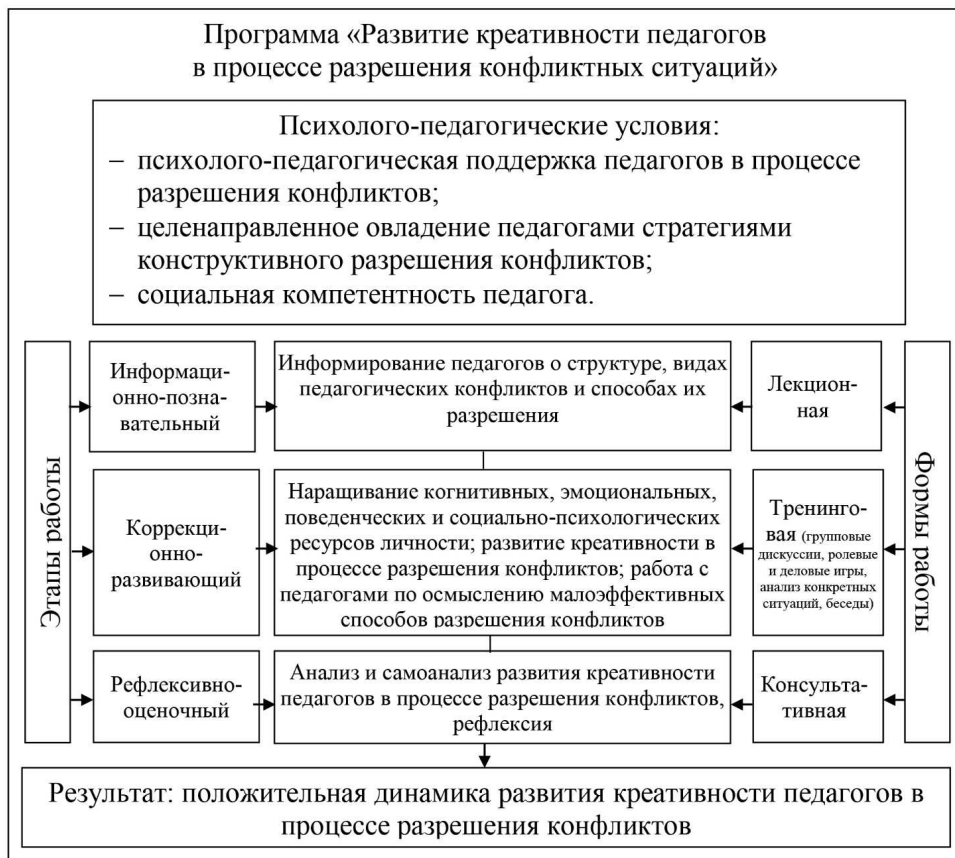 Программа «Развитие креативности педагогов
в процессе разрешения конфликтных ситуаций»
Психолого-педагогические условия:
– психолого-педагогическая поддержка педагогов в процессе
разрешения конфликтов;
– целенаправленное овладение педагогами стратегиями
конструктивного разрешения конфликтов;
– социальная компетентность педагога.
Этапы работы
Информаци-
онно-позна-
вательный
Информирование педагогов о структуре, видах
педагогических конфликтов и способах их
разрешения
Лекцион-
ная
Формы работы
Коррекци-
онно-
развивающий
Наращивание когнитивных, эмоциональных,
поведенческих и социально-психологических
ресурсов личности; развитие креативности в
процессе разрешения конфликтов; работа с
педагогами по осмыслению малоэффективных
способов разрешения конфликтов
Тренинго-
вая (групповые
дискуссии, ролевые
и деловые игры,
анализ конкретных
ситуаций, беседы)
Рефлексивно-
оценочный
Анализ и самоанализ развития креативности
педагогов в процессе разрешения конфликтов,
рефлексия
Консульта-
тивная
Результат: положительная динамика развития креативности педагогов в
процессе разрешения конфликтов